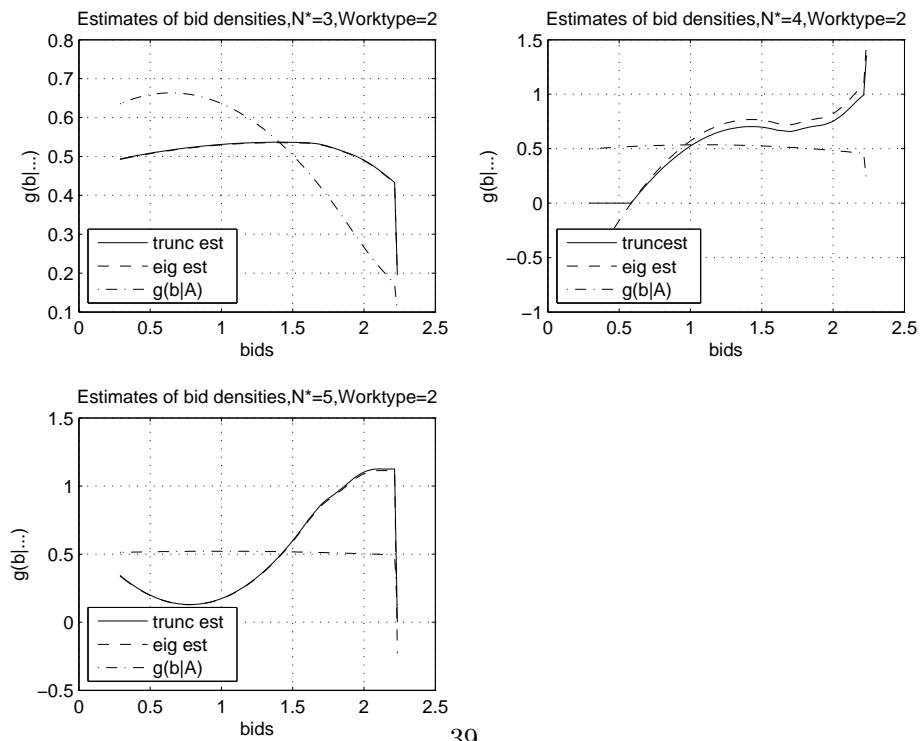 Estimates of bid densities,N*=3,Worktype=2
0.8
0.7
0.6
0.5
0.4
0.3
0.2
0.1
g(b|...)
trunc est
eig est
g(b|A)
0 0.5 1 1.5 2 2.5
bids
Estimates of bid densities,N*=4,Worktype=2
1.5
1
0.5
0
−0.5
−1
g(b|...)
truncest
eig est
g(b|A)
0 0.5 1 1.5 2 2.5
bids
Estimates of bid densities,N*=5,Worktype=2
1.5
1
0.5
0
−0.5
g(b|...)
trunc est
eig est
g(b|A)
0 0.5 1 1.5 2 2.5
bids
39